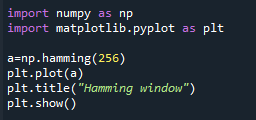 import numpy as np
import matplotlib.pyplot as plt
a=np.hamming(256)
plt.plot(a)
plt.title("Hamming window")
plt.show()